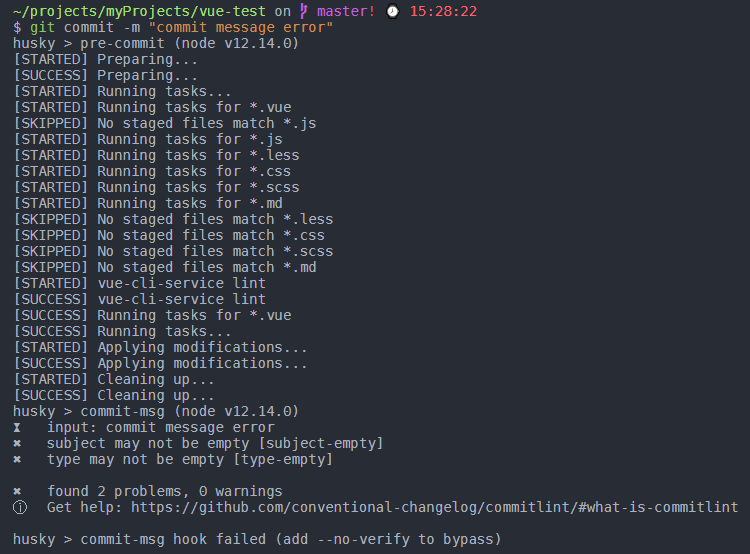 ~/projects/myProjects/vue-test on master! 15:28:22
$ git commit -m "commit message error"
husky > pre-commit (node v12.14.0)
[STARTED] Preparing...
[SUCCESS] Preparing...
[STARTED] Running tasks...
[STARTED] Running tasks for *.vue
[SKIPPED] No staged files match *.js
[STARTED] Running tasks for *.js
[STARTED] Running tasks for *.less
[STARTED] Running tasks for *.css
[STARTED] Running tasks for *.scss
[STARTED] Running tasks for *.md
[SKIPPED] No staged files match *.less
[SKIPPED] No staged files match *.css
[SKIPPED] No staged files match *.scss
[SKIPPED] No staged files match *.md
[STARTED] vue-cli-service lint
[SUCCESS] vue-cli-service lint
[SUCCESS] Running tasks for *.vue
[SUCCESS] Running tasks...
[STARTED] Applying modifications...
[SUCCESS] Applying modifications...
[STARTED] Cleaning up...
[SUCCESS] Cleaning up...
husky > commit-msg (node v12.14.0)
⧗   input: commit message error
✖   subject may not be empty [subject-empty]
✖   type may not be empty [type-empty]
✖   found 2 problems, 0 warnings
ⓘ   Get help: https://github.com/conventional-changelog/commitlint/#what-is-commitlint
husky > commit-msg hook failed (add --no-verify to bypass)